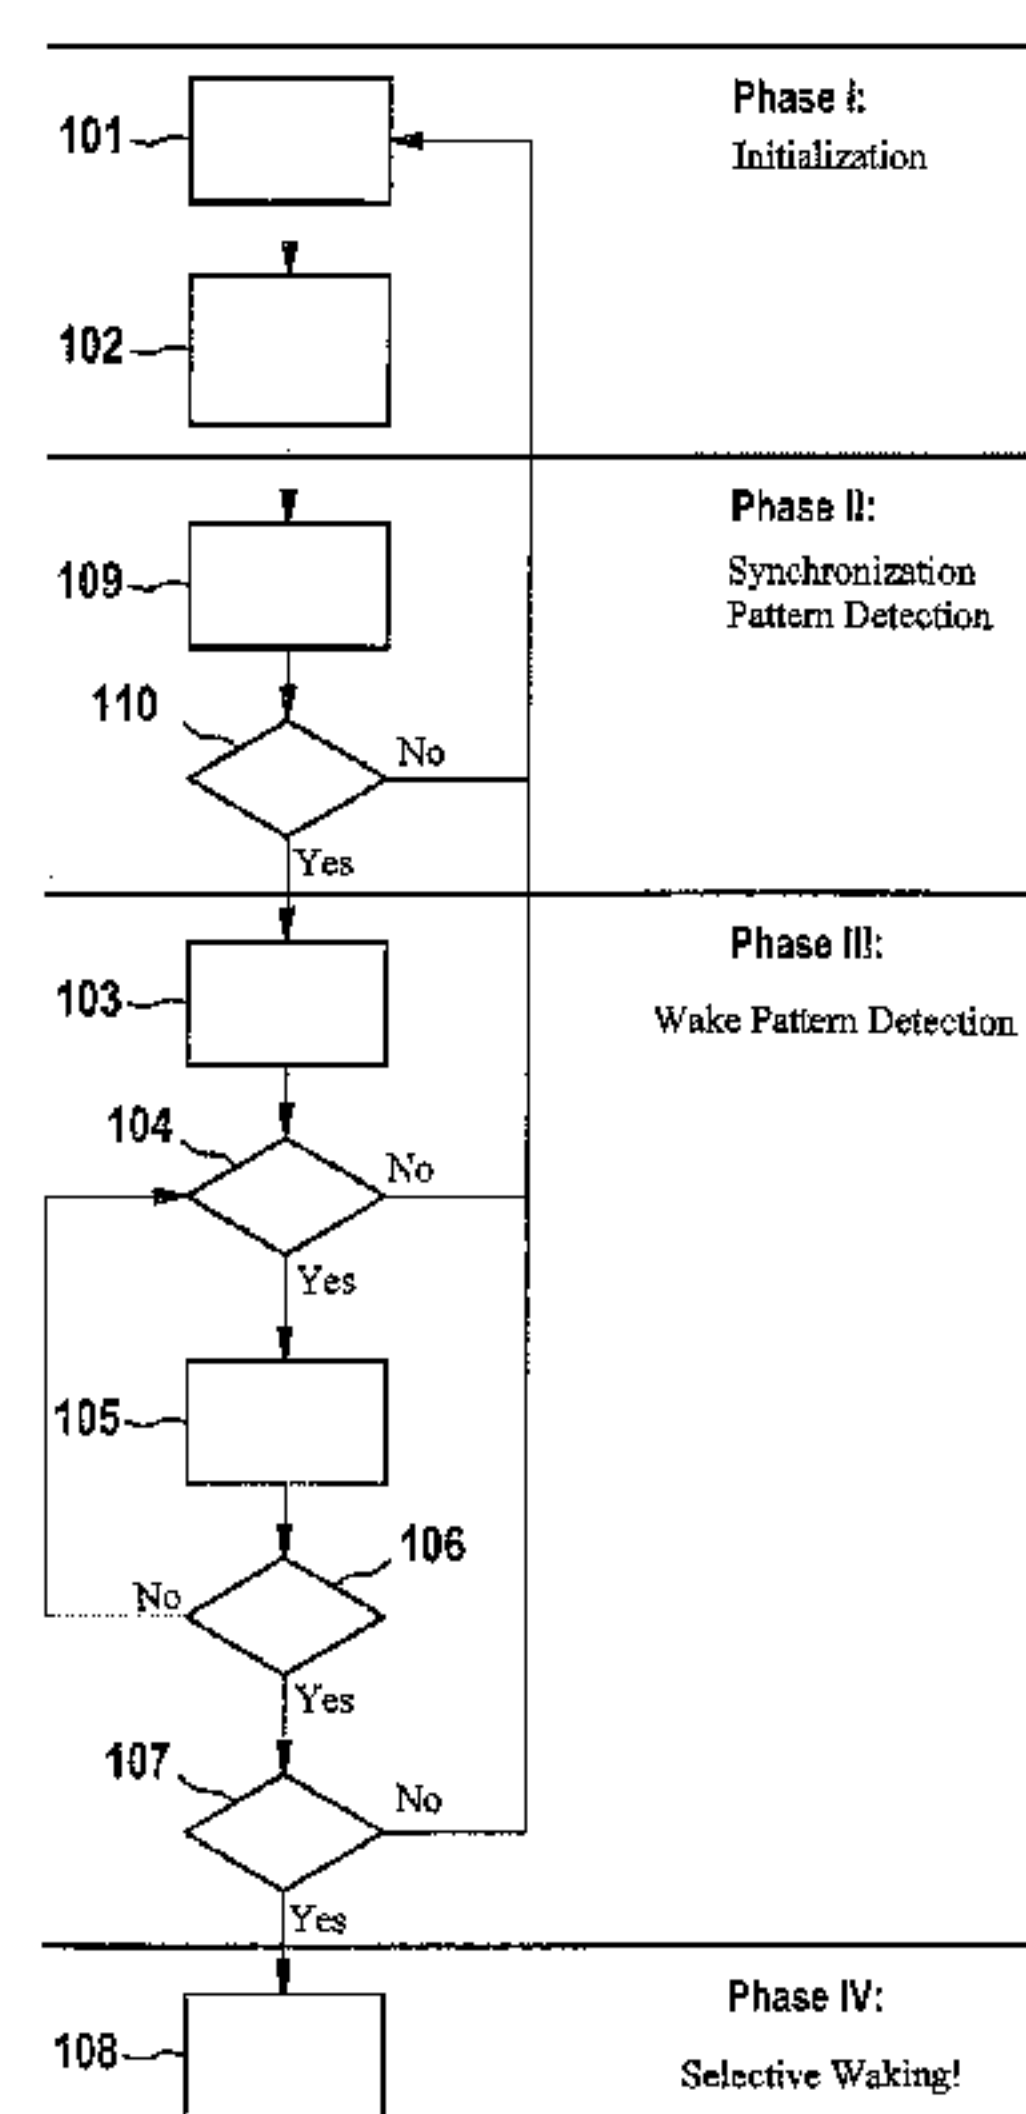 Phase I:
101
Initialization
102
Phase II:
Synchronization
109
Pattern Detection
110
No
Yes
Phase III:
103
Wake Pattern Detection
104
No
Yes
105
106
No
Yes
107
No
Yes
Phase IV:
108
Selective Waking!